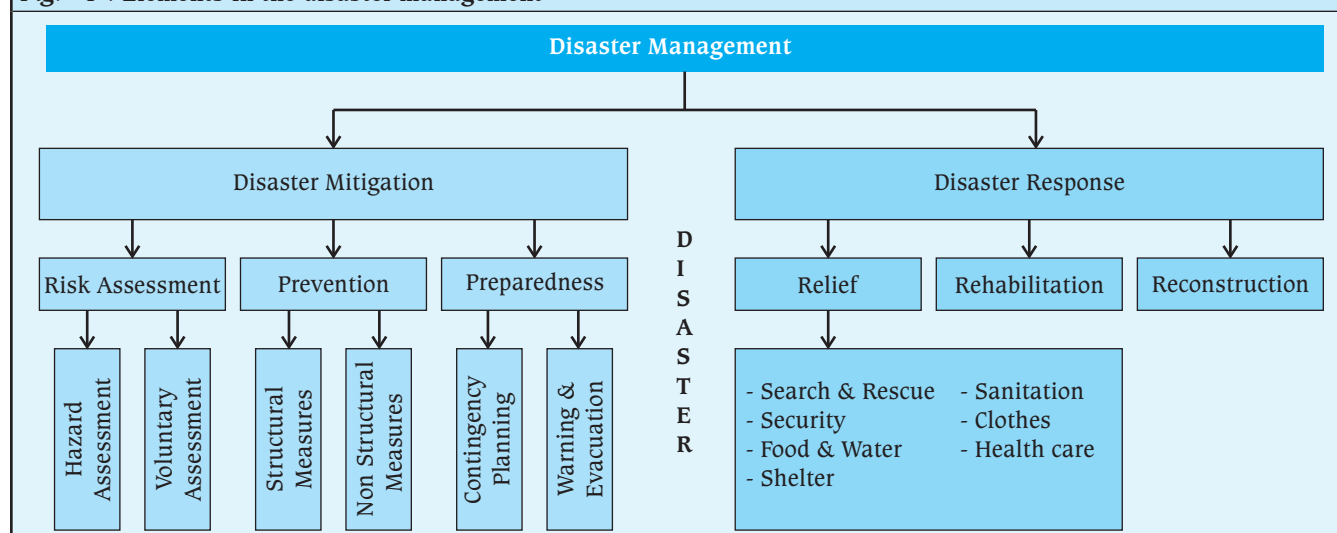 Disaster Management
Disaster Mitigation
Disaster Response
D
I
S
A
S
T
E
R
Risk Assessment
Prevention
Preparedness
Relief
Rehabilitation
Reconstruction
Hazard
Assessment
Voluntary
Assessment
Structural
Measures
Non Structural
Measures
Contingency
Planning
Warning &
Evacuation
- Search & Rescue
- Security
- Food & Water
- Shelter
- Sanitation
- Clothes
- Health care